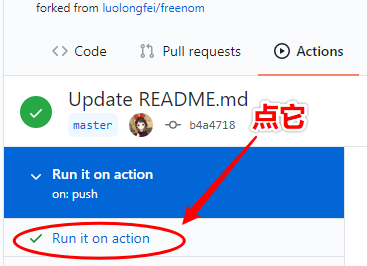 forked from luolongfei/freenom
Code Pull requests Actions
Update README.md
master b4a4718
点它
Run it on action
on: push
Run it on action